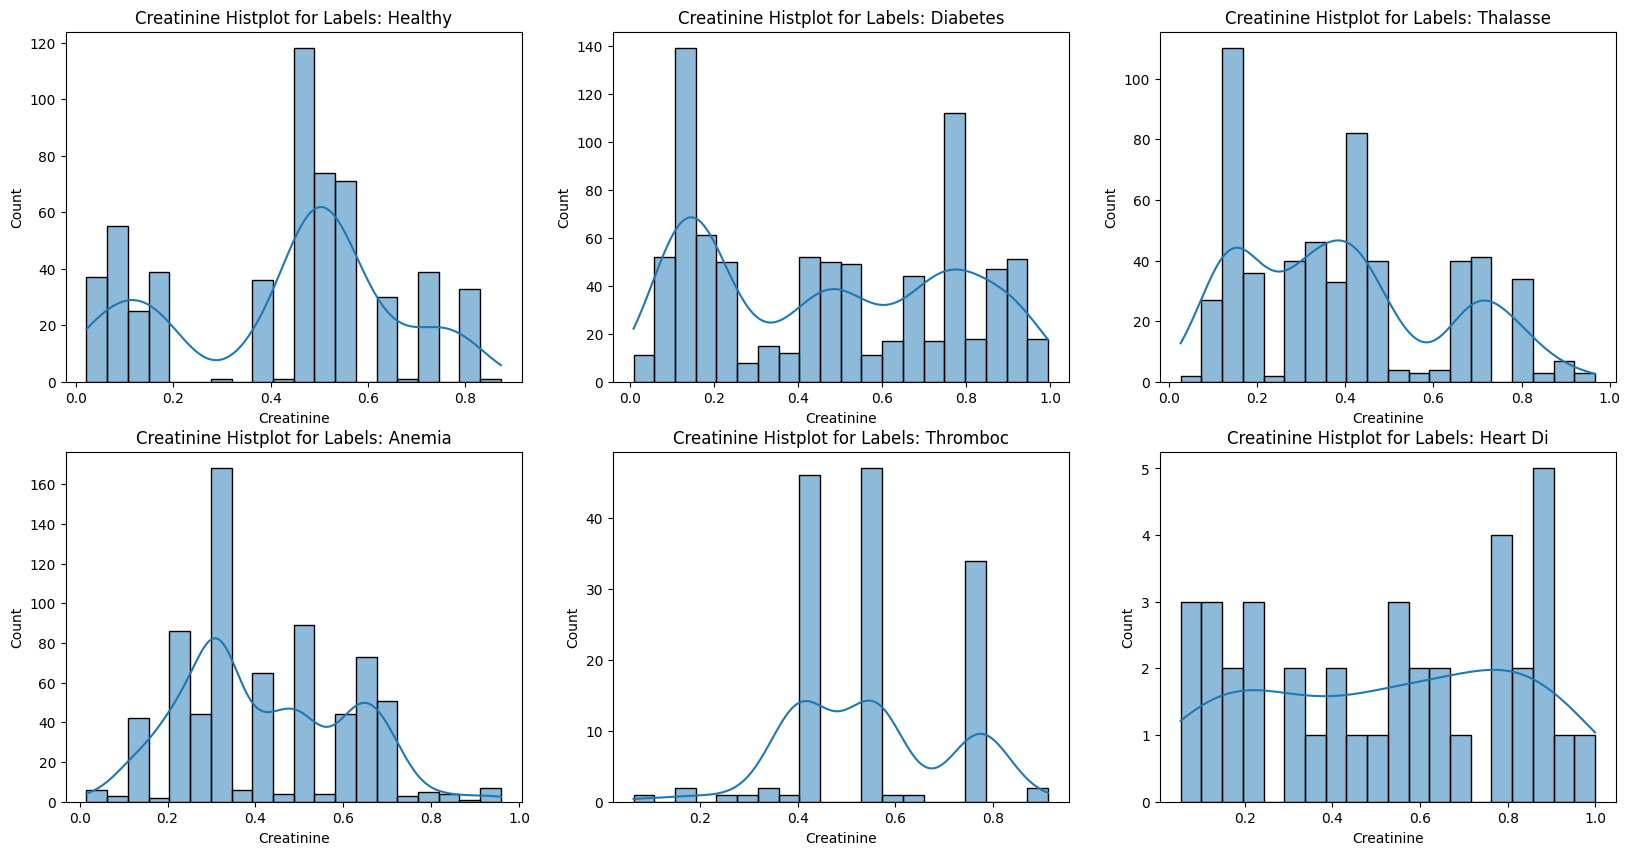 Creatinine Histplot for Labels: Healthy
120
100
80
60
40
20
0
Count
0.0 0.2 0.4 0.6 0.8
Creatinine
Creatinine Histplot for Labels: Diabetes
140
120
100
80
60
40
20
0
Count
0.0 0.2 0.4 0.6 0.8 1.0
Creatinine
Creatinine Histplot for Labels: Thalasse
100
80
60
40
20
0
Count
0.0 0.2 0.4 0.6 0.8 1.0
Creatinine
Creatinine Histplot for Labels: Anemia
160
140
120
100
80
60
40
20
0
Count
0.0 0.2 0.4 0.6 0.8 1.0
Creatinine
Creatinine Histplot for Labels: Thromboc
40
30
20
10
0
Count
0.2 0.4 0.6 0.8
Creatinine
Creatinine Histplot for Labels: Heart Di
5
4
3
2
1
0
Count
0.2 0.4 0.6 0.8 1.0
Creatinine